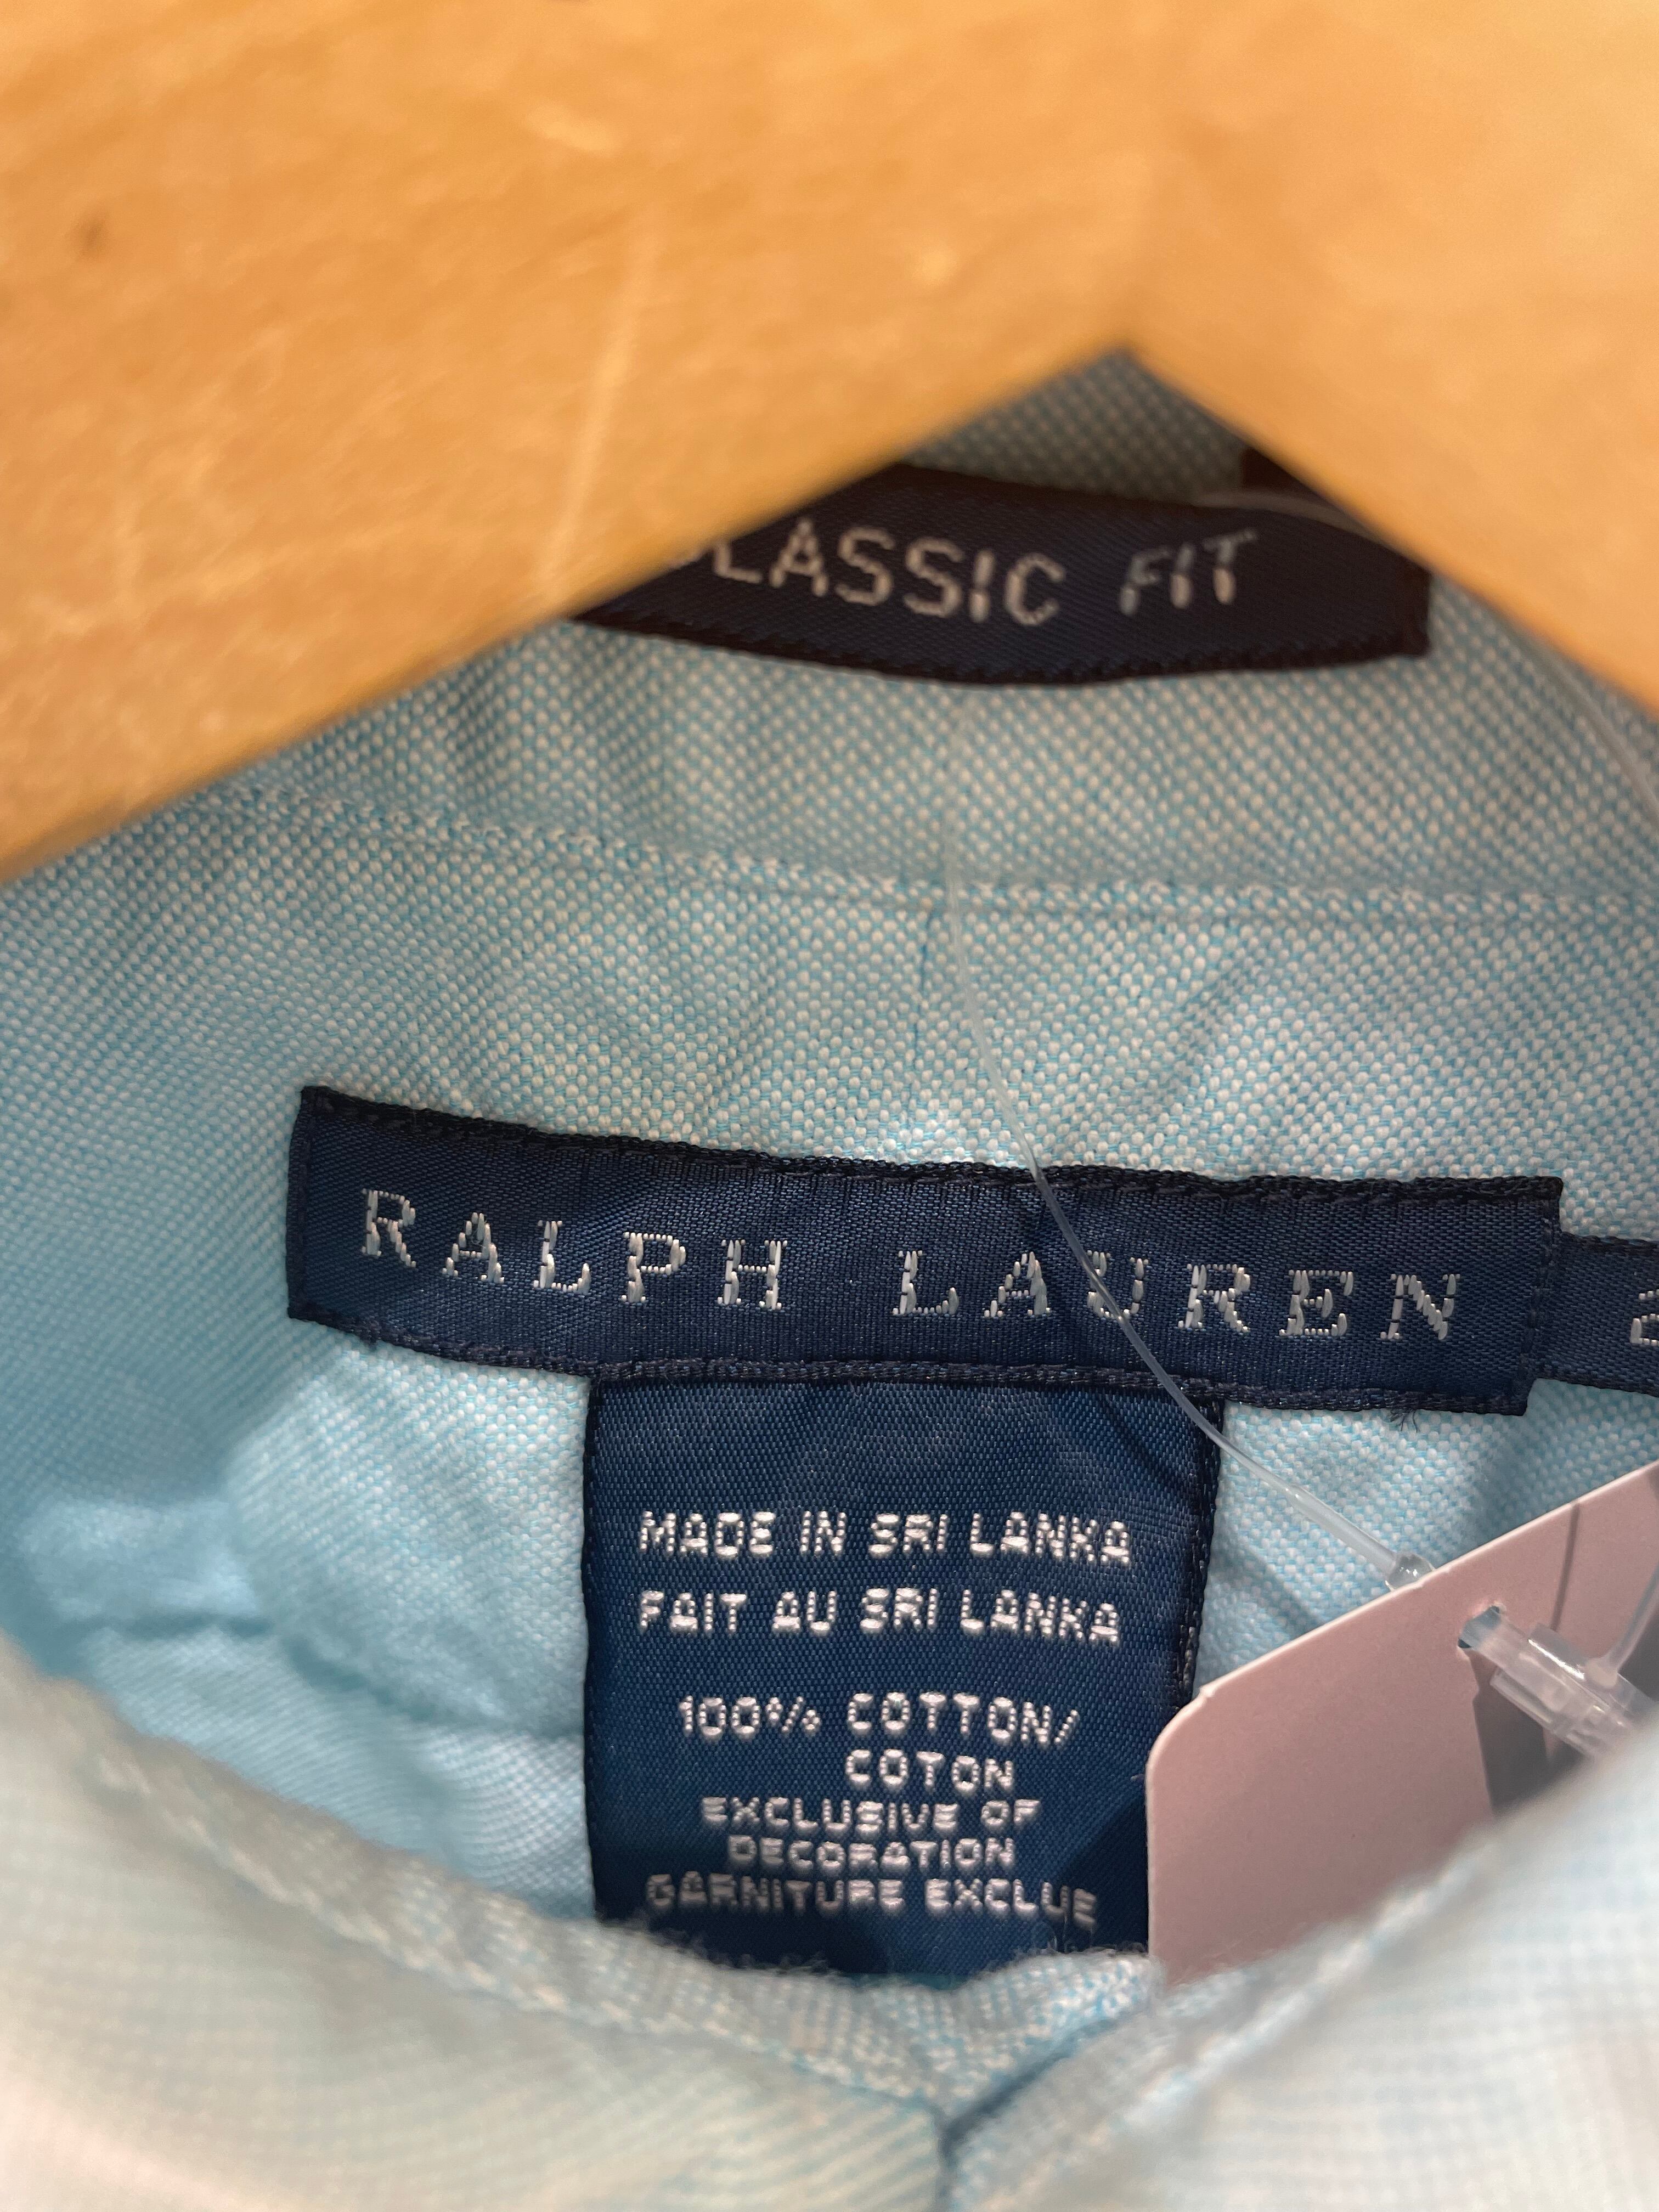 CLASSIC FIT
RALPH LAUREN
MADE IN SRI LANKA
FAIT AU SRI LANKA
100% COTTON/
COTON
EXCLUSIVE OF
DECORATION
GARNITURE EXCLUE